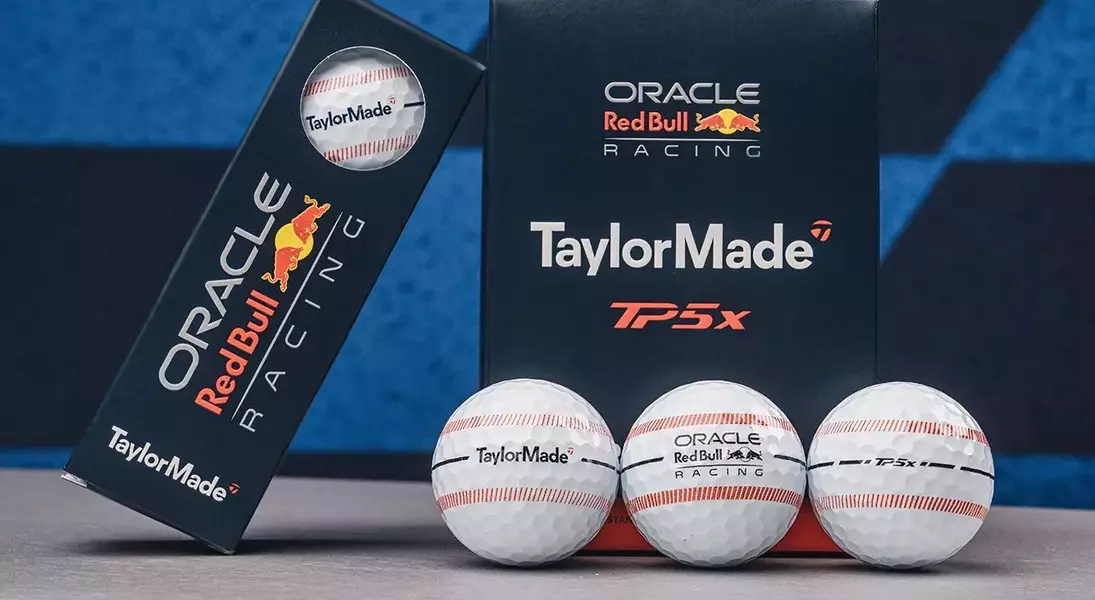 TaylorMade
ORACLE
Red Bull
RACING
TaylorMade
ORACLE
Red Bull
RACING
TaylorMade
TP5x
TaylorMade
ORACLE
Red Bull
RACING
TP5x